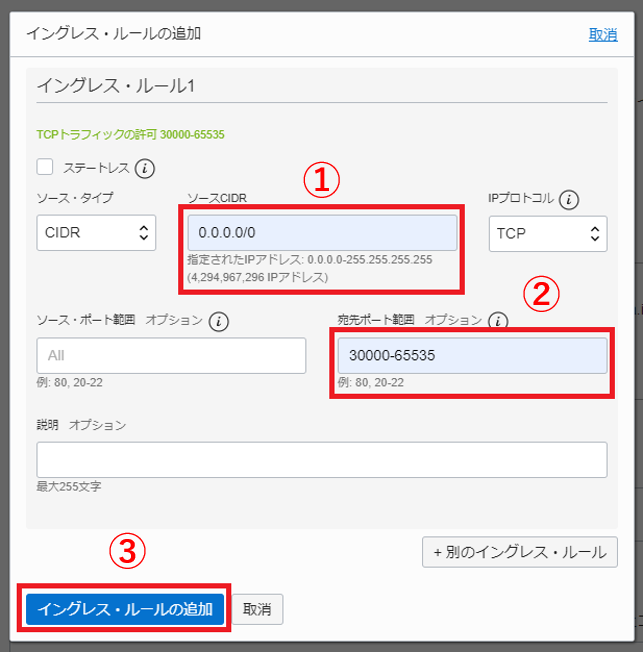 イングレス・ルールの追加
取消
イングレス・ルール1
TCPトラフィックの許可 30000-65535
ステートレス i
①
ソース・タイプ
ソースCIDR
IPプロトコル i
CIDR
0.0.0.0/0
TCP
指定されたIPアドレス: 0.0.0.0-255.255.255.255
(4,294,967,296 IPアドレス)
②
ソース・ポート範囲 オプション i
宛先ポート範囲 オプション i
All
30000-65535
例: 80, 20-22
例: 80, 20-22
説明 オプション
最大255文字
+ 別のイングレス・ルール
③
イングレス・ルールの追加
取消